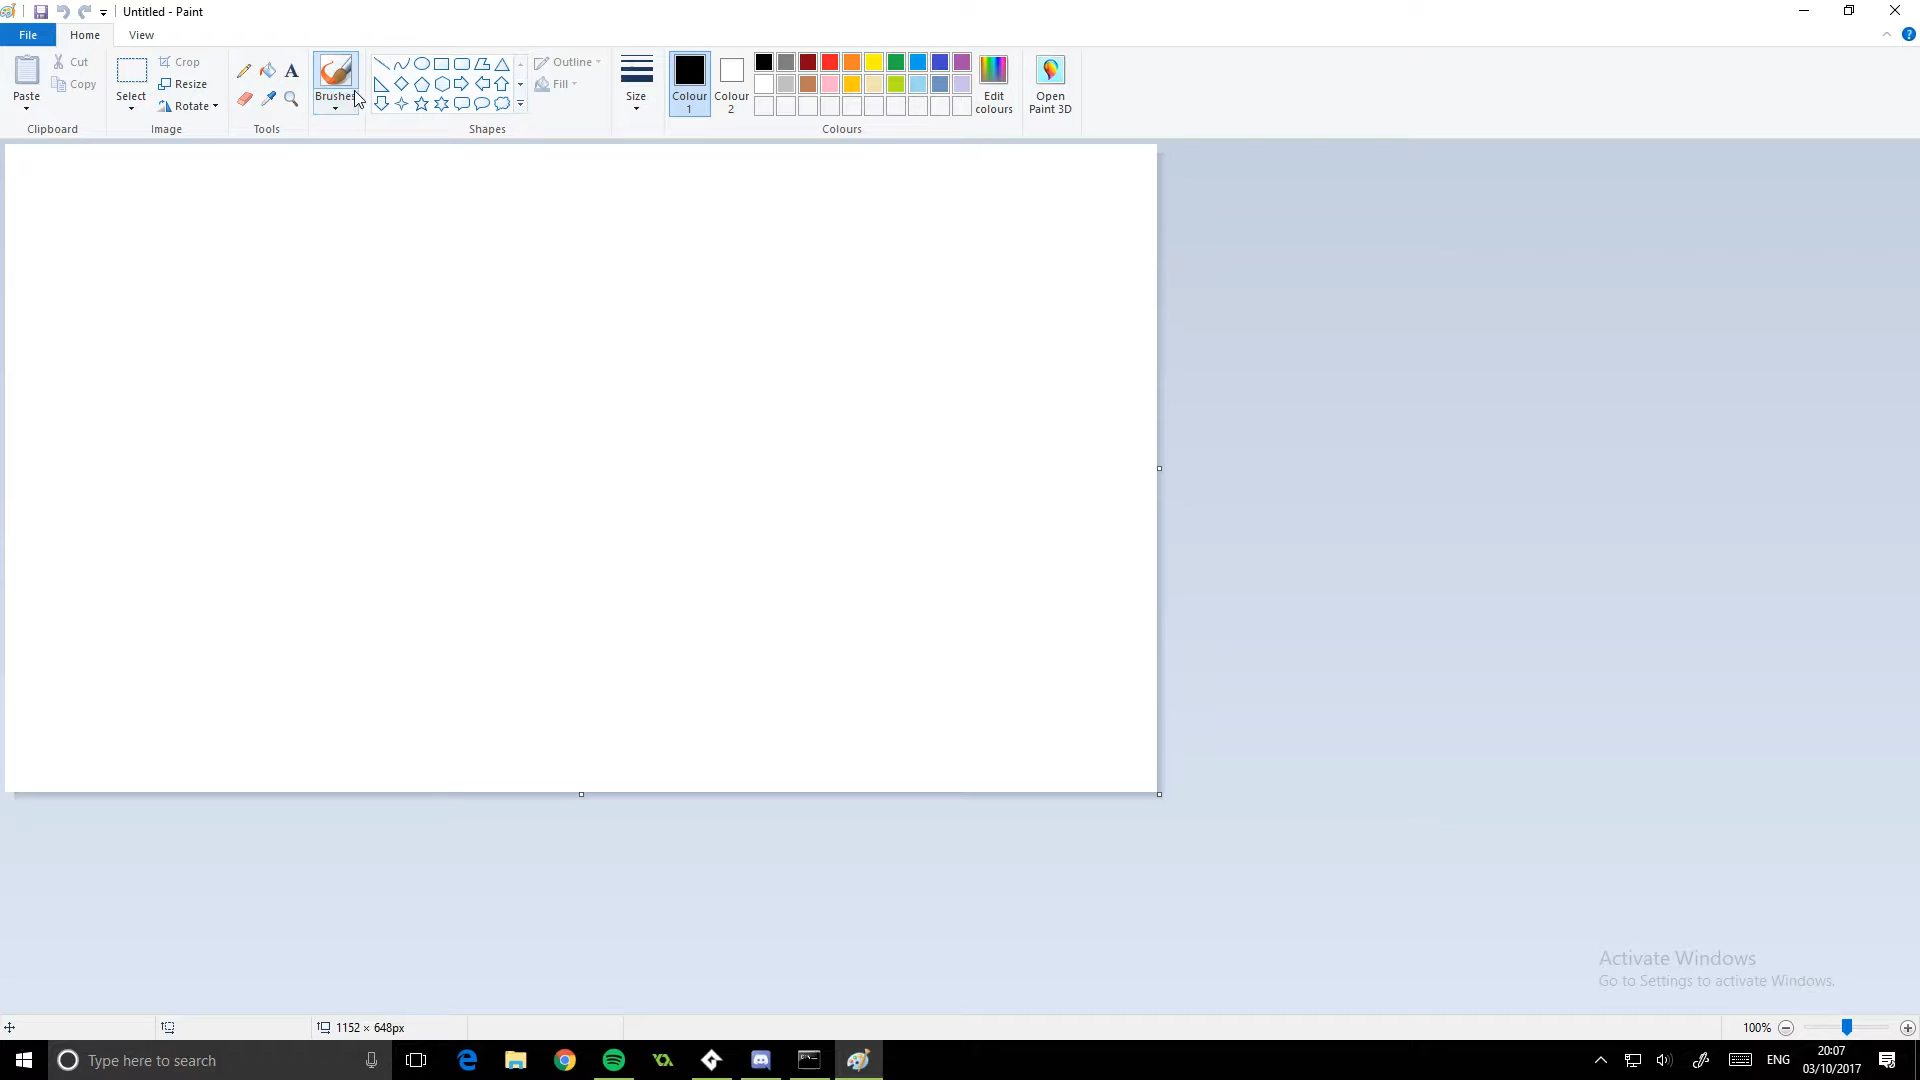 Untitled - Paint
File
Home
View
Paste
Cut
Copy
Clipboard
Select
Crop
Resize
Rotate
Image
A
Tools
Brushes
Shapes
Outline
Fill
Size
Colour
1
Colour
2
Edit
colours
Colours
Open
Paint 3D
Activate Windows
Go to Settings to activate Windows.
1152 × 648px
100%
Type here to search
ENG
20:07
03/10/2017